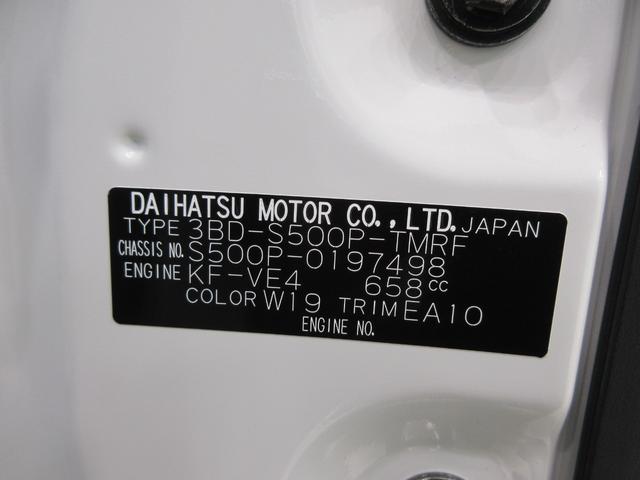 DAIHATSU MOTOR CO.,LTD. JAPAN
TYPE 3BD-S500P-TMRF
CHASSIS NO. S500P-0197498
ENGINE KF-VE4 658cc
COLOR W19 TRIM EA10
ENGINE NO.